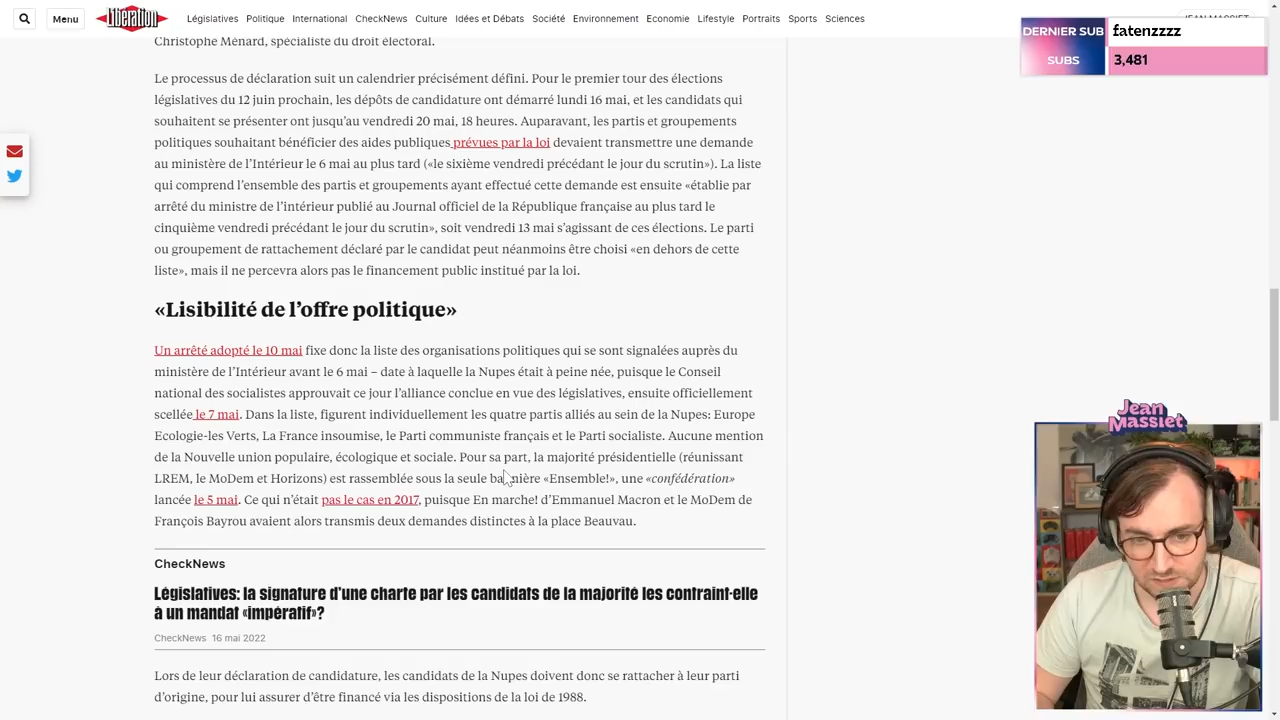 Menu
Libération
Législatives Politique International CheckNews Culture Idées et Débats Société Environnement Economie Lifestyle Portraits Sports Sciences
JEAN MASSIET
DERNIER SUB fatenzzzz
SUBS 3,481
Christophe Ménard, spécialiste du droit électoral.
Le processus de déclaration suit un calendrier précisément défini. Pour le premier tour des élections
législatives du 12 juin prochain, les dépôts de candidature ont démarré lundi 16 mai, et les candidats qui
souhaitent se présenter ont jusqu’au vendredi 20 mai, 18 heures. Auparavant, les partis et groupements
politiques souhaitant bénéficier des aides publiques prévues par la loi devaient transmettre une demande
au ministère de l’Intérieur le 6 mai au plus tard («le sixième vendredi précédant le jour du scrutin»). La liste
qui comprend l’ensemble des partis et groupements ayant effectué cette demande est ensuite «établie par
arrêté du ministre de l’intérieur publié au Journal officiel de la République française au plus tard le
cinquième vendredi précédant le jour du scrutin», soit vendredi 13 mai s’agissant de ces élections. Le parti
ou groupement de rattachement déclaré par le candidat peut néanmoins être choisi «en dehors de cette
liste», mais il ne percevra alors pas le financement public institué par la loi.
«Lisibilité de l’offre politique»
Un arrêté adopté le 10 mai fixe donc la liste des organisations politiques qui se sont signalées auprès du
ministère de l’Intérieur avant le 6 mai – date à laquelle la Nupes était à peine née, puisque le Conseil
national des socialistes approuvait ce jour l’alliance conclue en vue des législatives, ensuite officiellement
scellée le 7 mai. Dans la liste, figurent individuellement les quatre partis alliés au sein de la Nupes: Europe
Ecologie-les Verts, La France insoumise, le Parti communiste français et le Parti socialiste. Aucune mention
de la Nouvelle union populaire, écologique et sociale. Pour sa part, la majorité présidentielle (réunissant
LREM, le MoDem et Horizons) est rassemblée sous la seule bannière «Ensemble!», une «confédération»
lancée le 5 mai. Ce qui n’était pas le cas en 2017, puisque En marche! d’Emmanuel Macron et le MoDem de
François Bayrou avaient alors transmis deux demandes distinctes à la place Beauvau.
CheckNews
Législatives: la signature d’une charte par les candidats de la majorité les contraint-elle
à un mandat «impératif»?
CheckNews 16 mai 2022
Lors de leur déclaration de candidature, les candidats de la Nupes doivent donc se rattacher à leur parti
d’origine, pour lui assurer d’être financé via les dispositions de la loi de 1988.
Jean
Massiet